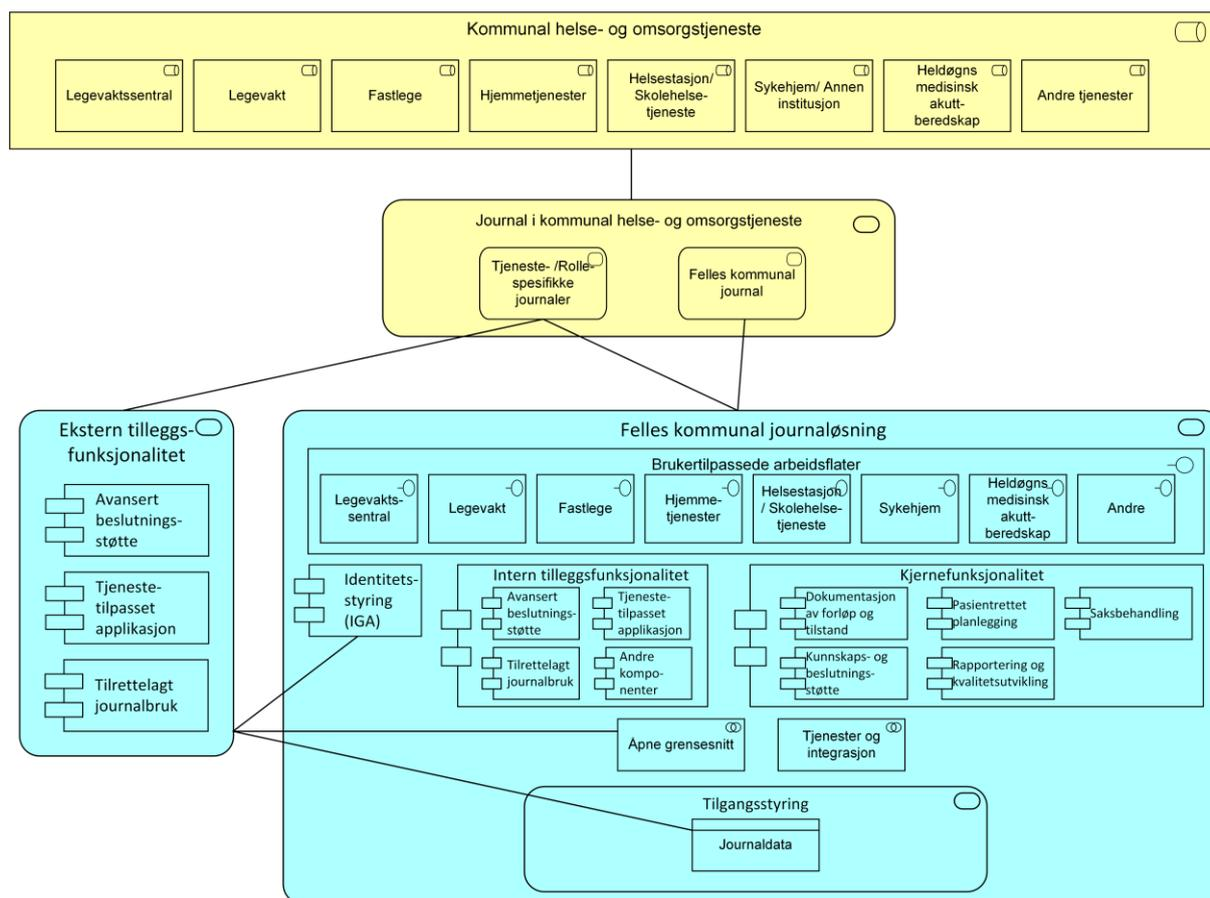 Kommunal helse- og omsorgstjeneste
Legevaktssentral
Legevakt
Fastlege
Hjemmetjenester
Helsestasjon/
Skolehelse-
tjeneste
Sykehjem/ Annen
institusjon
Heldøgns
medisinsk
akutt-
beredskap
Andre tjenester
Journal i kommunal helse- og omsorgstjeneste
Tjeneste- /Rolle-
spesifikke
journaler
Felles kommunal
journal
Ekstern tilleggs-
funksjonalitet
Avansert
beslutnings-
støtte
Tjeneste-
tilpasset
applikasjon
Tilrettelagt
journalbruk
Felles kommunal journaløsning
Brukertilpassede arbeidsflater
Legevakts-
sentral
Legevakt
Fastlege
Hjemme-
tjenester
Helsestasjon
/ Skolehelse-
tjeneste
Sykehjem
Heldøgns
medisinsk
akutt-
beredskap
Andre
Identitets-
styring
(IGA)
Intern tilleggsfunksjonalitet
Avansert
beslutnings-
støtte
Tjeneste-
tilpasset
applikasjon
Tilrettelagt
journalbruk
Andre
kompo-
nenter
Kjernefunksjonalitet
Dokumentasjon
av forløp og
tilstand
Pasientrettet
planlegging
Saksbehandling
Kunnskaps- og
beslutnings-
støtte
Rapportering og
kvalitetsutvikling
Åpne grensesnitt
Tjenester og
integrasjon
Tilgangsstyring
Journaldata